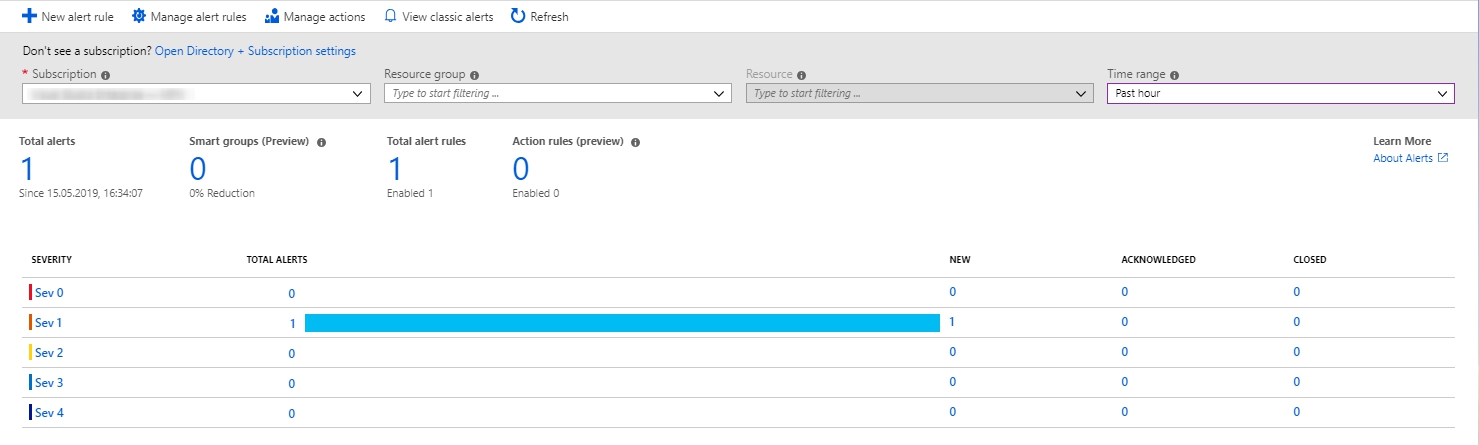 New alert rule Manage alert rules Manage actions View classic alerts Refresh
Don't see a subscription? Open Directory + Subscription settings
* Subscription Resource group Resource Time range
Type to start filtering ... Type to start filtering ... Past hour
Total alerts Smart groups (Preview) Total alert rules Action rules (preview) Learn More
1 0 1 0 About Alerts
Since 15.05.2019, 16:34:07 0% Reduction Enabled 1 Enabled 0
SEVERITY TOTAL ALERTS NEW ACKNOWLEDGED CLOSED
Sev 0 0 0 0 0
Sev 1 1 1 0 0
Sev 2 0 0 0 0
Sev 3 0 0 0 0
Sev 4 0 0 0 0